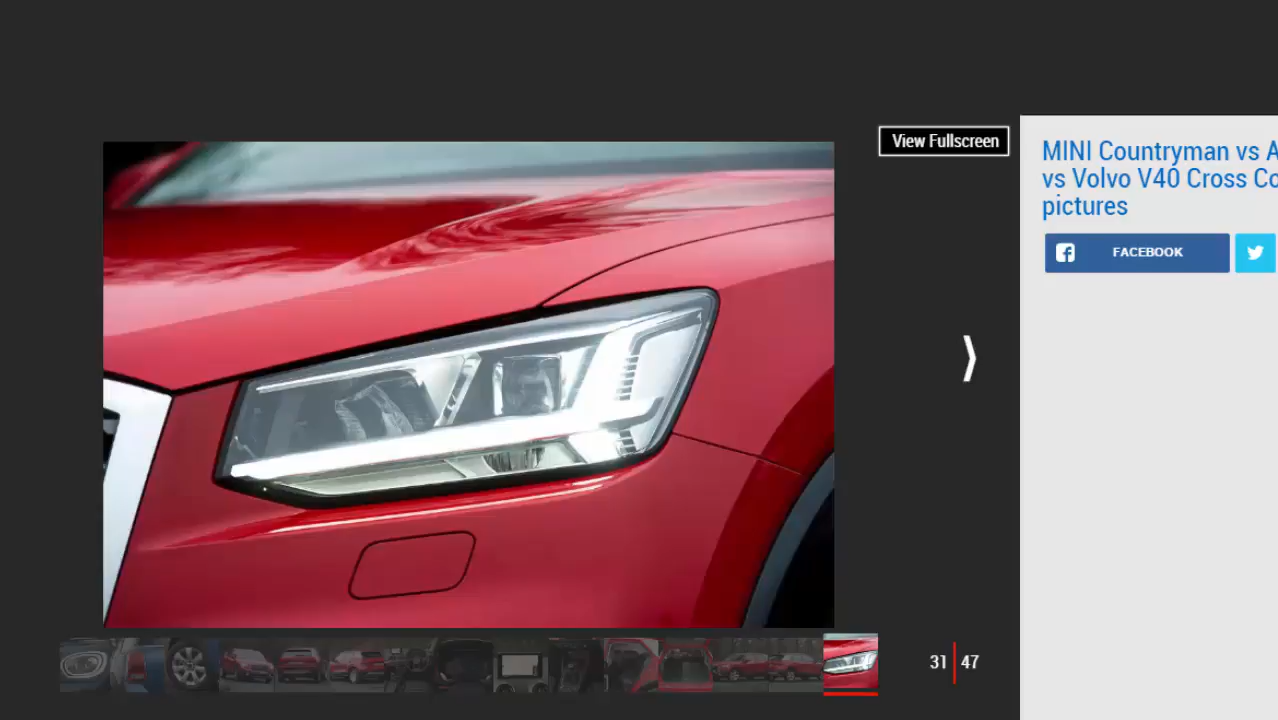 View Fullscreen
MINI Countryman vs A
vs Volvo V40 Cross Co
pictures
FACEBOOK
31 47